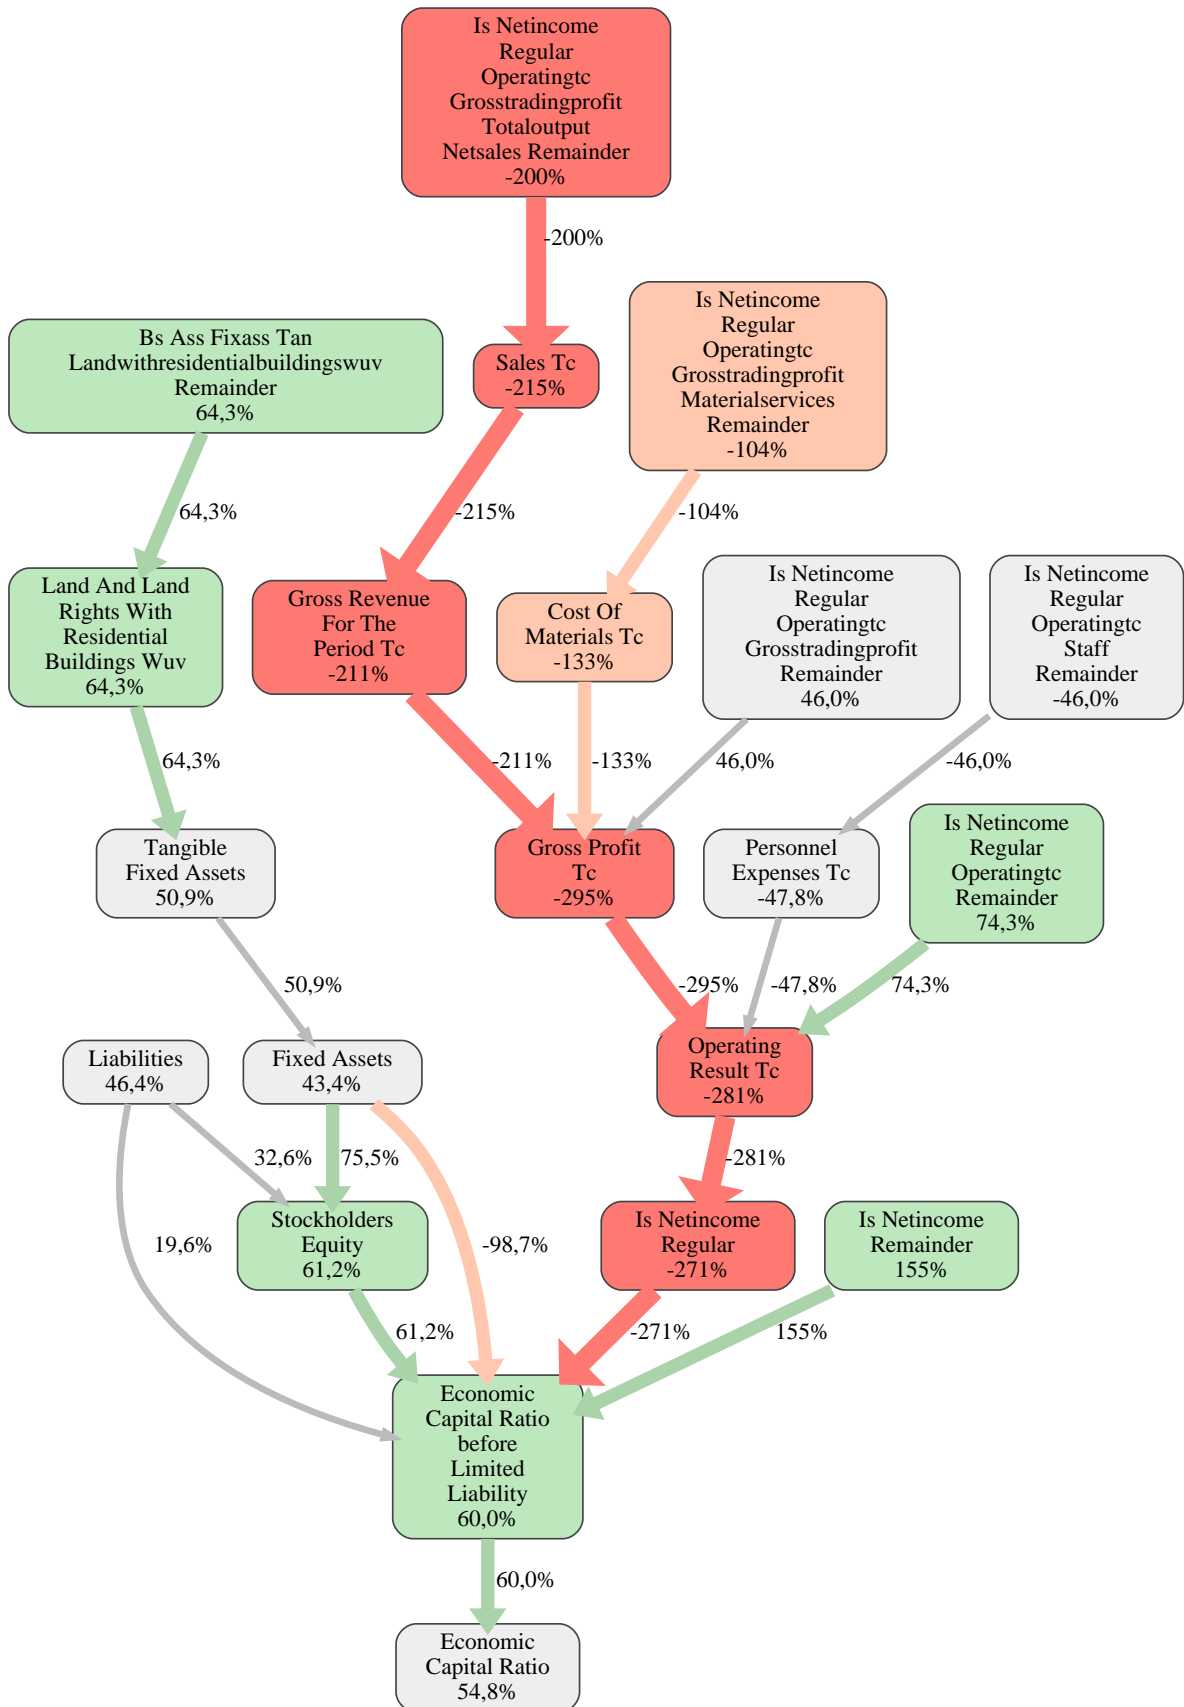 Is Netincome
Regular
Operatingtc
Grosstradingprofit
Totaloutput
Netsales Remainder
-200%
-200%
Is Netincome
Regular
Operatingtc
Grosstradingprofit
Materialservices
Remainder
-104%
Bs Ass Fixass Tan
Landwithresidentialbuildingswuv
Remainder
64,3%
Sales Tc
-215%
64,3%
-215%
-104%
Land And Land
Rights With
Residential
Buildings Wuv
64,3%
Gross Revenue
For The
Period Tc
-211%
Cost Of
Materials Tc
-133%
Is Netincome
Regular
Operatingtc
Grosstradingprofit
Remainder
46,0%
Is Netincome
Regular
Operatingtc
Staff
Remainder
-46,0%
64,3%
-211%
-133%
46,0%
-46,0%
Tangible
Fixed Assets
50,9%
Gross Profit
Tc
-295%
Personnel
Expenses Tc
-47,8%
Is Netincome
Regular
Operatingtc
Remainder
74,3%
50,9%
-295%
-47,8%
74,3%
Liabilities
46,4%
Fixed Assets
43,4%
Operating
Result Tc
-281%
32,6%
75,5%
-281%
19,6%
Stockholders
Equity
61,2%
-98,7%
Is Netincome
Regular
-271%
Is Netincome
Remainder
155%
61,2%
-271%
155%
Economic
Capital Ratio
before
Limited
Liability
60,0%
60,0%
Economic
Capital Ratio
54,8%